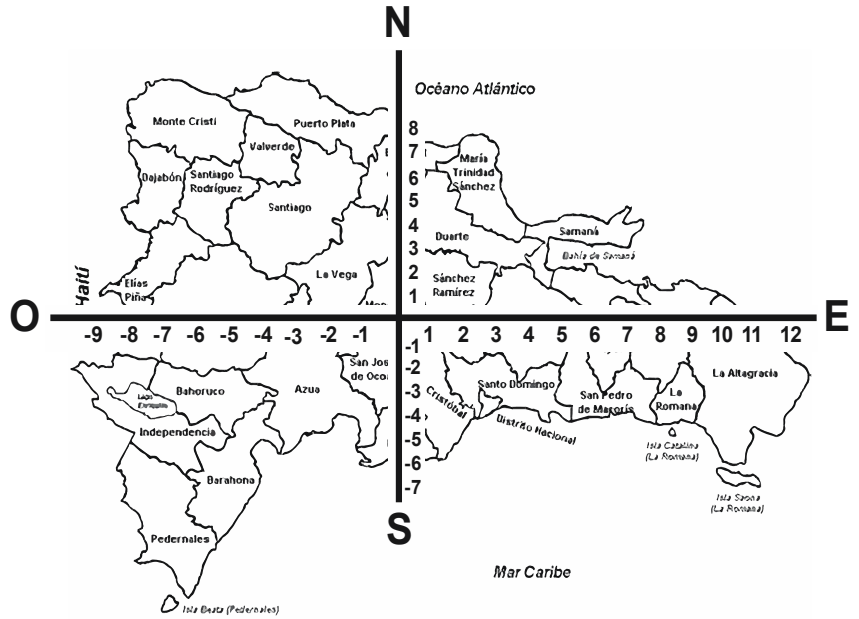 N
Océano Atlántico
Monte Cristi
Puerto Plata
8
Valverde
7
María
Trinidad
Sánchez
Dajabón
Santiago
Rodríguez
6
5
Santiago
4
Samaná
Duarte
3
Bahía de Samaná
Haití
La Vega
2
Sánchez
Ramírez
Elías
Piña
1
O
E
-9 -8 -7 -6 -5 -4 -3 -2 -1 1 2 3 4 5 6 7 8 9 10 11 12
-1
San Jos
de Ocoa
-2
La Altagracia
Bahoruco
Azua
Santo Domingo
-3
Cristóbal
San Pedro
de Macorís
La
Romana
-4
Independencia
Distrito Nacional
-5
Isla Catalina
(La Romana)
-6
Barahona
-7
Isla Saona
(La Romana)
S
Pedernales
Mar Caribe
Isla Beata (Pedernales)